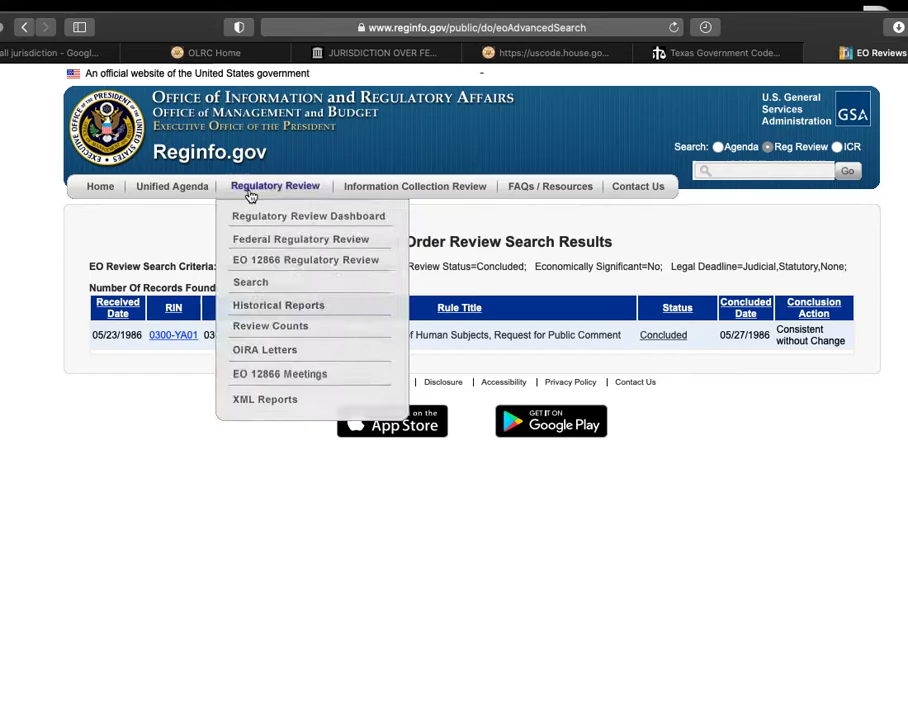 www.reginfo.gov/public/do/eoAdvancedSearch
all jurisdiction - Googl...
OLRC Home
JURISDICTION OVER FE...
https://uscode.house.go...
Texas Government Code...
EO Reviews
An official website of the United States government
OFFICE OF INFORMATION AND REGULATORY AFFAIRS
OFFICE OF MANAGEMENT AND BUDGET
EXECUTIVE OFFICE OF THE PRESIDENT
Reginfo.gov
U.S. General
Services
Administration
GSA
Search: Agenda Reg Review ICR
Go
Home Unified Agenda Regulatory Review Information Collection Review FAQs / Resources Contact Us
Regulatory Review Dashboard
Federal Regulatory Review
EO 12866 Regulatory Review
Search
Historical Reports
Review Counts
OIRA Letters
EO 12866 Meetings
XML Reports
Order Review Search Results
EO Review Search Criteria: Review Status=Concluded; Economically Significant=No; Legal Deadline=Judicial,Statutory,None;
Number Of Records Found
Received Date RIN Rule Title Status Concluded Date Conclusion Action
05/23/1986 0300-YA01 03 of Human Subjects, Request for Public Comment Concluded 05/27/1986 Consistent without Change
Disclosure | Accessibility | Privacy Policy | Contact Us
on the
App Store
GET IT ON
Google Play